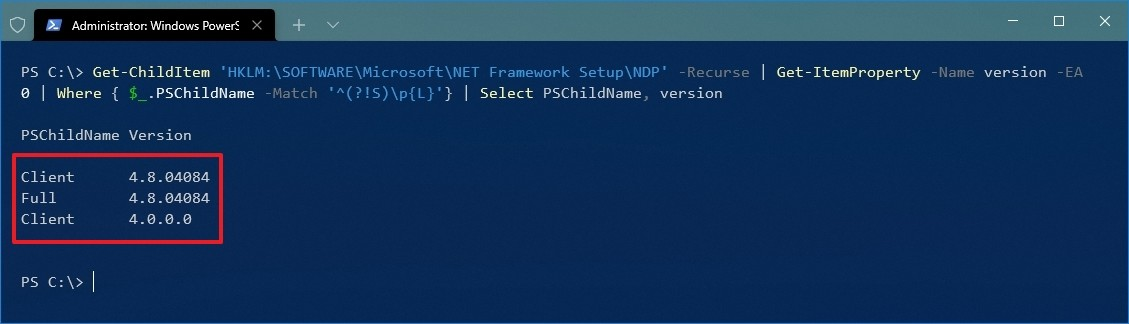 Administrator: Windows PowerS
PS C:\> Get-ChildItem 'HKLM:\SOFTWARE\Microsoft\NET Framework Setup\NDP' -Recurse | Get-ItemProperty -Name version -EA
0 | Where { $_.PSChildName -Match '^(?!S)\p{L}'} | Select PSChildName, version
PSChildName Version
Client 4.8.04084
Full 4.8.04084
Client 4.0.0.0
PS C:\>